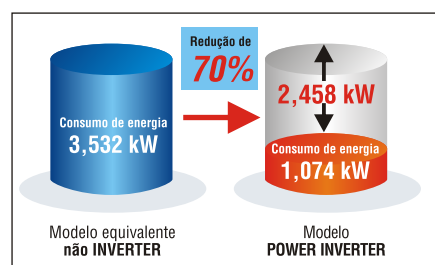 Redução de
70%
Consumo de energia
3,532 kW
2,458 kW
Consumo de energia
1,074 kW
Modelo equivalente
não INVERTER
Modelo
POWER INVERTER